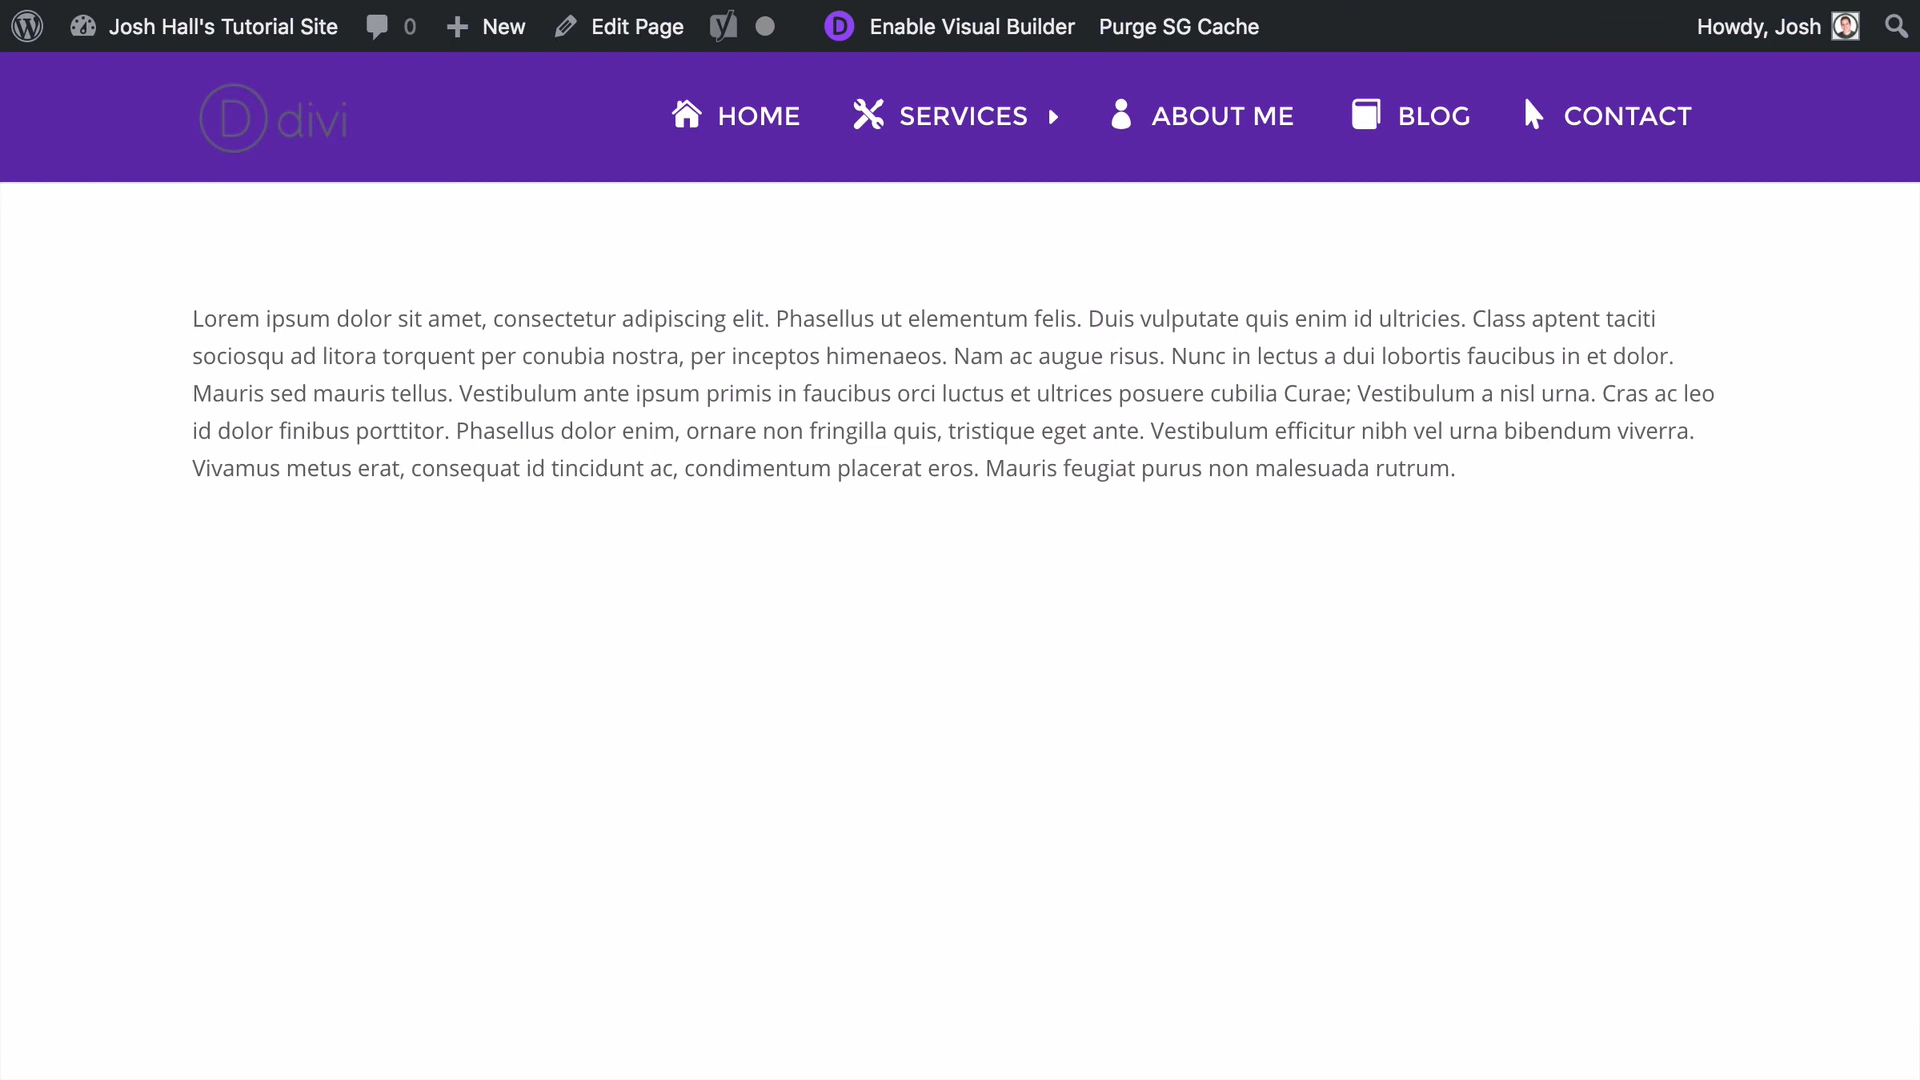 Josh Hall's Tutorial Site 0 New Edit Page Enable Visual Builder Purge SG Cache Howdy, Josh
D divi HOME SERVICES ABOUT ME BLOG CONTACT
Lorem ipsum dolor sit amet, consectetur adipiscing elit. Phasellus ut elementum felis. Duis vulputate quis enim id ultricies. Class aptent taciti
sociosqu ad litora torquent per conubia nostra, per inceptos himenaeos. Nam ac augue risus. Nunc in lectus a dui lobortis faucibus in et dolor.
Mauris sed mauris tellus. Vestibulum ante ipsum primis in faucibus orci luctus et ultrices posuere cubilia Curae; Vestibulum a nisl urna. Cras ac leo
id dolor finibus porttitor. Phasellus dolor enim, ornare non fringilla quis, tristique eget ante. Vestibulum efficitur nibh vel urna bibendum viverra.
Vivamus metus erat, consequat id tincidunt ac, condimentum placerat eros. Mauris feugiat purus non malesuada rutrum.